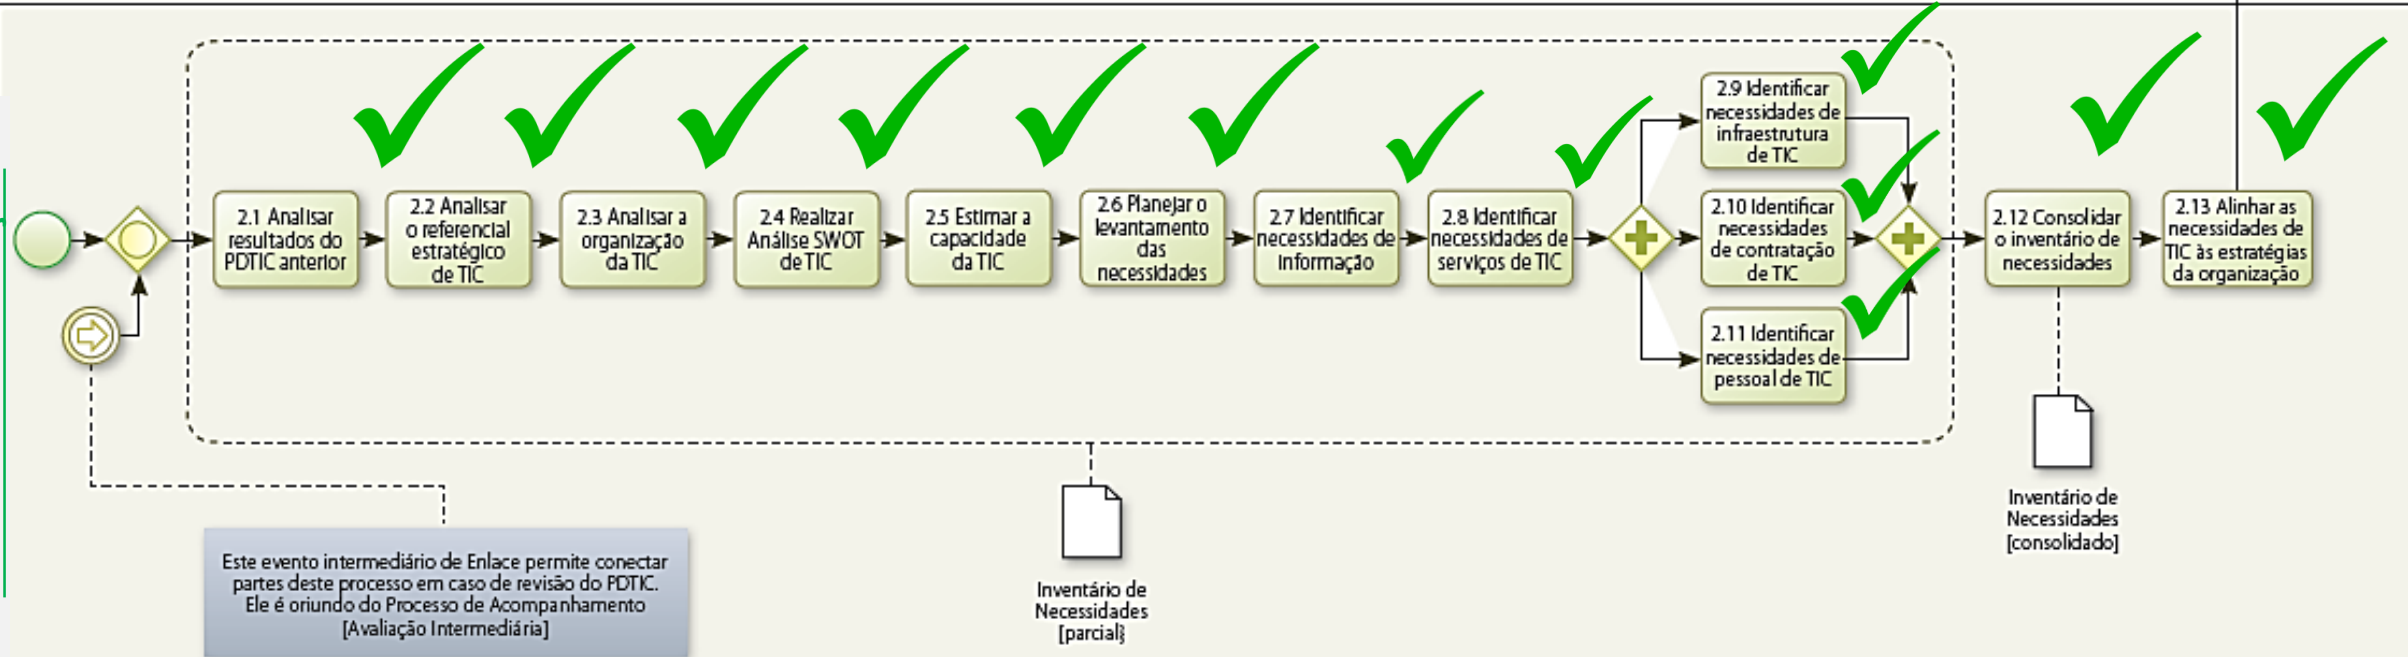 2.1 Analisar
resultados do
PDTIC anterior
2.2 Analisar
o referencial
estratégico
de TIC
2.3 Analisar a
organização
da TIC
2.4 Realizar
Análise SWOT
de TIC
2.5 Estimar a
capacidade
da TIC
2.6 Planejar o
levantamento
das
necessidades
2.7 Identificar
necessidades de
informação
2.8 Identificar
necessidades de
serviços de TIC
2.9 Identificar
necessidades de
infraestrutura
de TIC
2.10 Identificar
necessidades
de contratação
de TIC
2.11 Identificar
necessidades de
pessoal de TIC
2.12 Consolidar
o inventário de
necessidades
2.13 Alinhar as
necessidades de
TIC às estratégias
da organização
Este evento intermediário de Enlace permite conectar
partes deste processo em caso de revisão do PDTIC.
Ele é oriundo do Processo de Acompanhamento
[Avaliação Intermediária]
Inventário de
Necessidades
[parcial}
Inventário de
Necessidades
[consolidado]